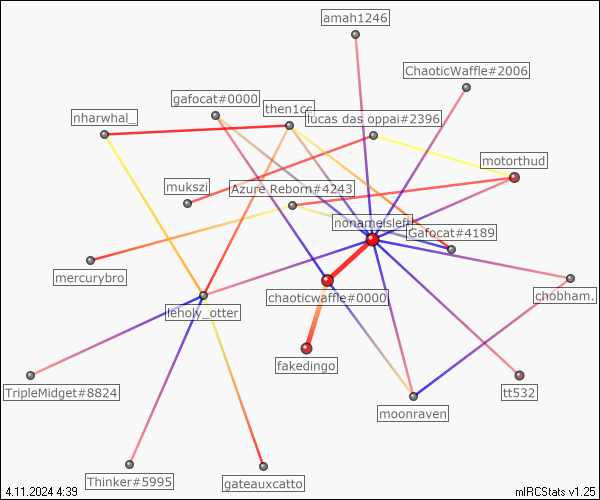 amah1246
ChaoticWaffle#2006
gafocat#0000
then1cc
nharwhal_
lucas das oppai#2396
motorthud
mukszi
Azure Reborn#4243
nonameisleft
Gafocat#4189
mercurybro
chaoticwaffle#0000
chobham.
leholy_otter
fakedingo
TripleMidget#8824
tt532
moonraven
Thinker#5995
gateauxcatto
4.11.2024 4:39
mIRCStats v1.25